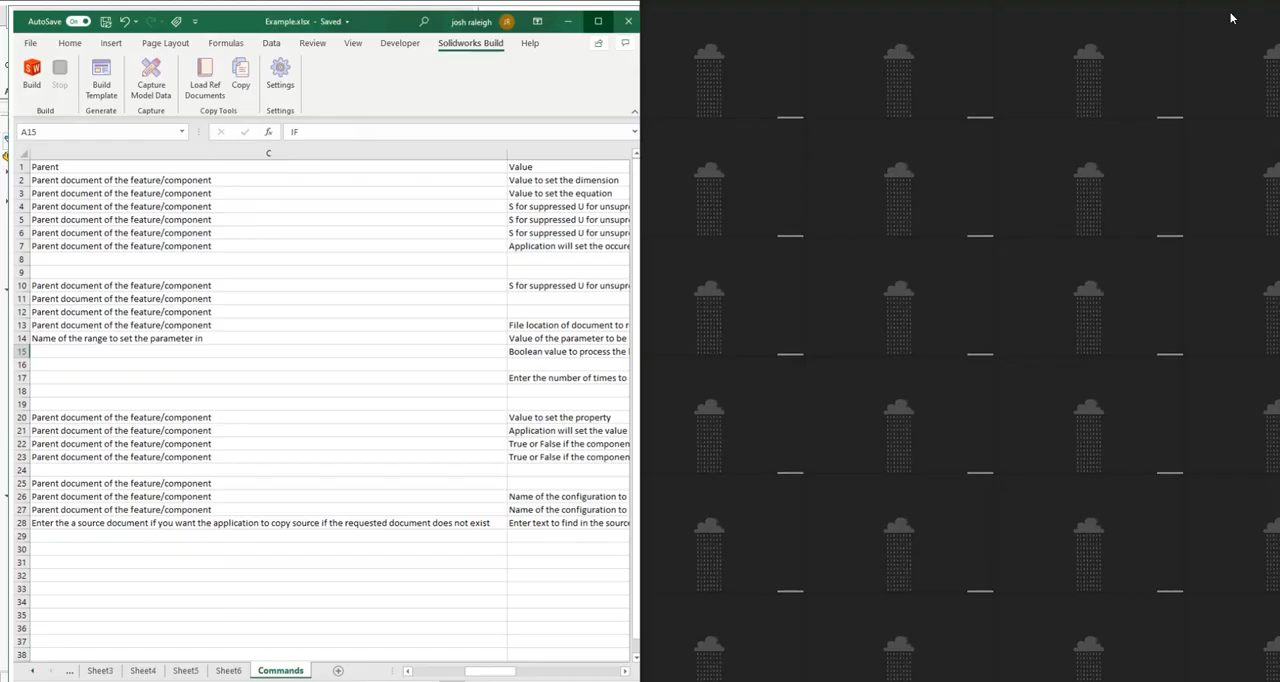 AutoSave On Example.xlsx - Saved josh raleigh JR
File Home Insert Page Layout Formulas Data Review View Developer Solidworks Build Help
Build Stop Build Template Capture Model Data Load Ref Documents Copy Settings
Build Generate Capture Copy Tools Settings
A15 fx IF
C
1 Parent Value
2 Parent document of the feature/component Value to set the dimension
3 Parent document of the feature/component Value to set the equation
4 Parent document of the feature/component S for suppressed U for unsupre
5 Parent document of the feature/component S for suppressed U for unsupre
6 Parent document of the feature/component S for suppressed U for unsupre
7 Parent document of the feature/component Application will set the occure
8
9
10 Parent document of the feature/component S for suppressed U for unsupre
11 Parent document of the feature/component
12 Parent document of the feature/component
13 Parent document of the feature/component File location of document to r
14 Name of the range to set the parameter in Value of the parameter to be
15 Boolean value to process the
16
17 Enter the number of times to
18
19
20 Parent document of the feature/component Value to set the property
21 Parent document of the feature/component Application will set the value
22 Parent document of the feature/component True or False if the componen
23 Parent document of the feature/component True or False if the componen
24
25 Parent document of the feature/component
26 Parent document of the feature/component Name of the configuration to
27 Parent document of the feature/component Name of the configuration to
28 Enter the a source document if you want the application to copy source if the requested document does not exist Enter text to find in the source
29
30
31
32
33
34
35
36
37
38
... Sheet3 Sheet4 Sheet5 Sheet6 Commands